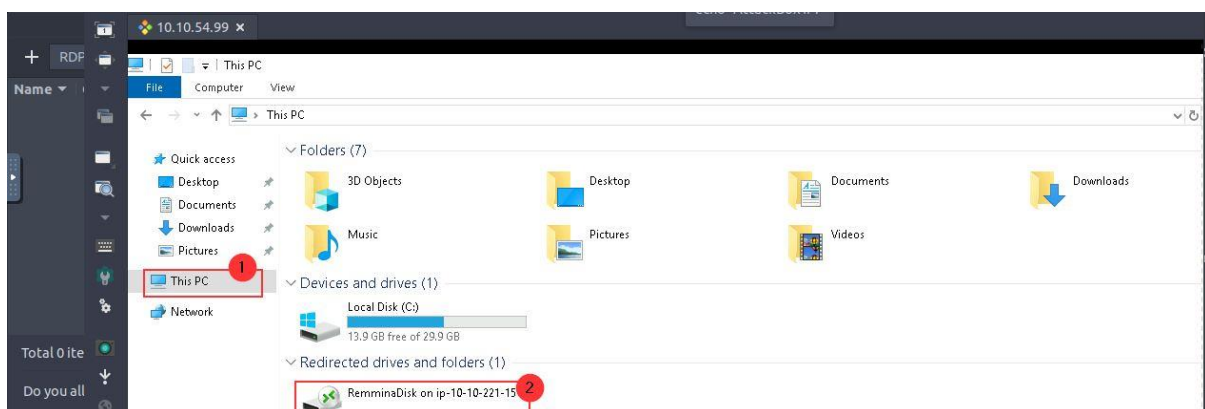 10.10.54.99 ×
+ RDP
This PC
Name
File Computer View
This PC
Quick access
Desktop
Documents
Downloads
Pictures
1
This PC
Network
Folders (7)
3D Objects Desktop Documents Downloads
Music Pictures Videos
Devices and drives (1)
Local Disk (C:)
13.9 GB free of 29.9 GB
Redirected drives and folders (1)
RemminaDisk on ip-10-10-221-15
2
Total 0 ite
Do you all